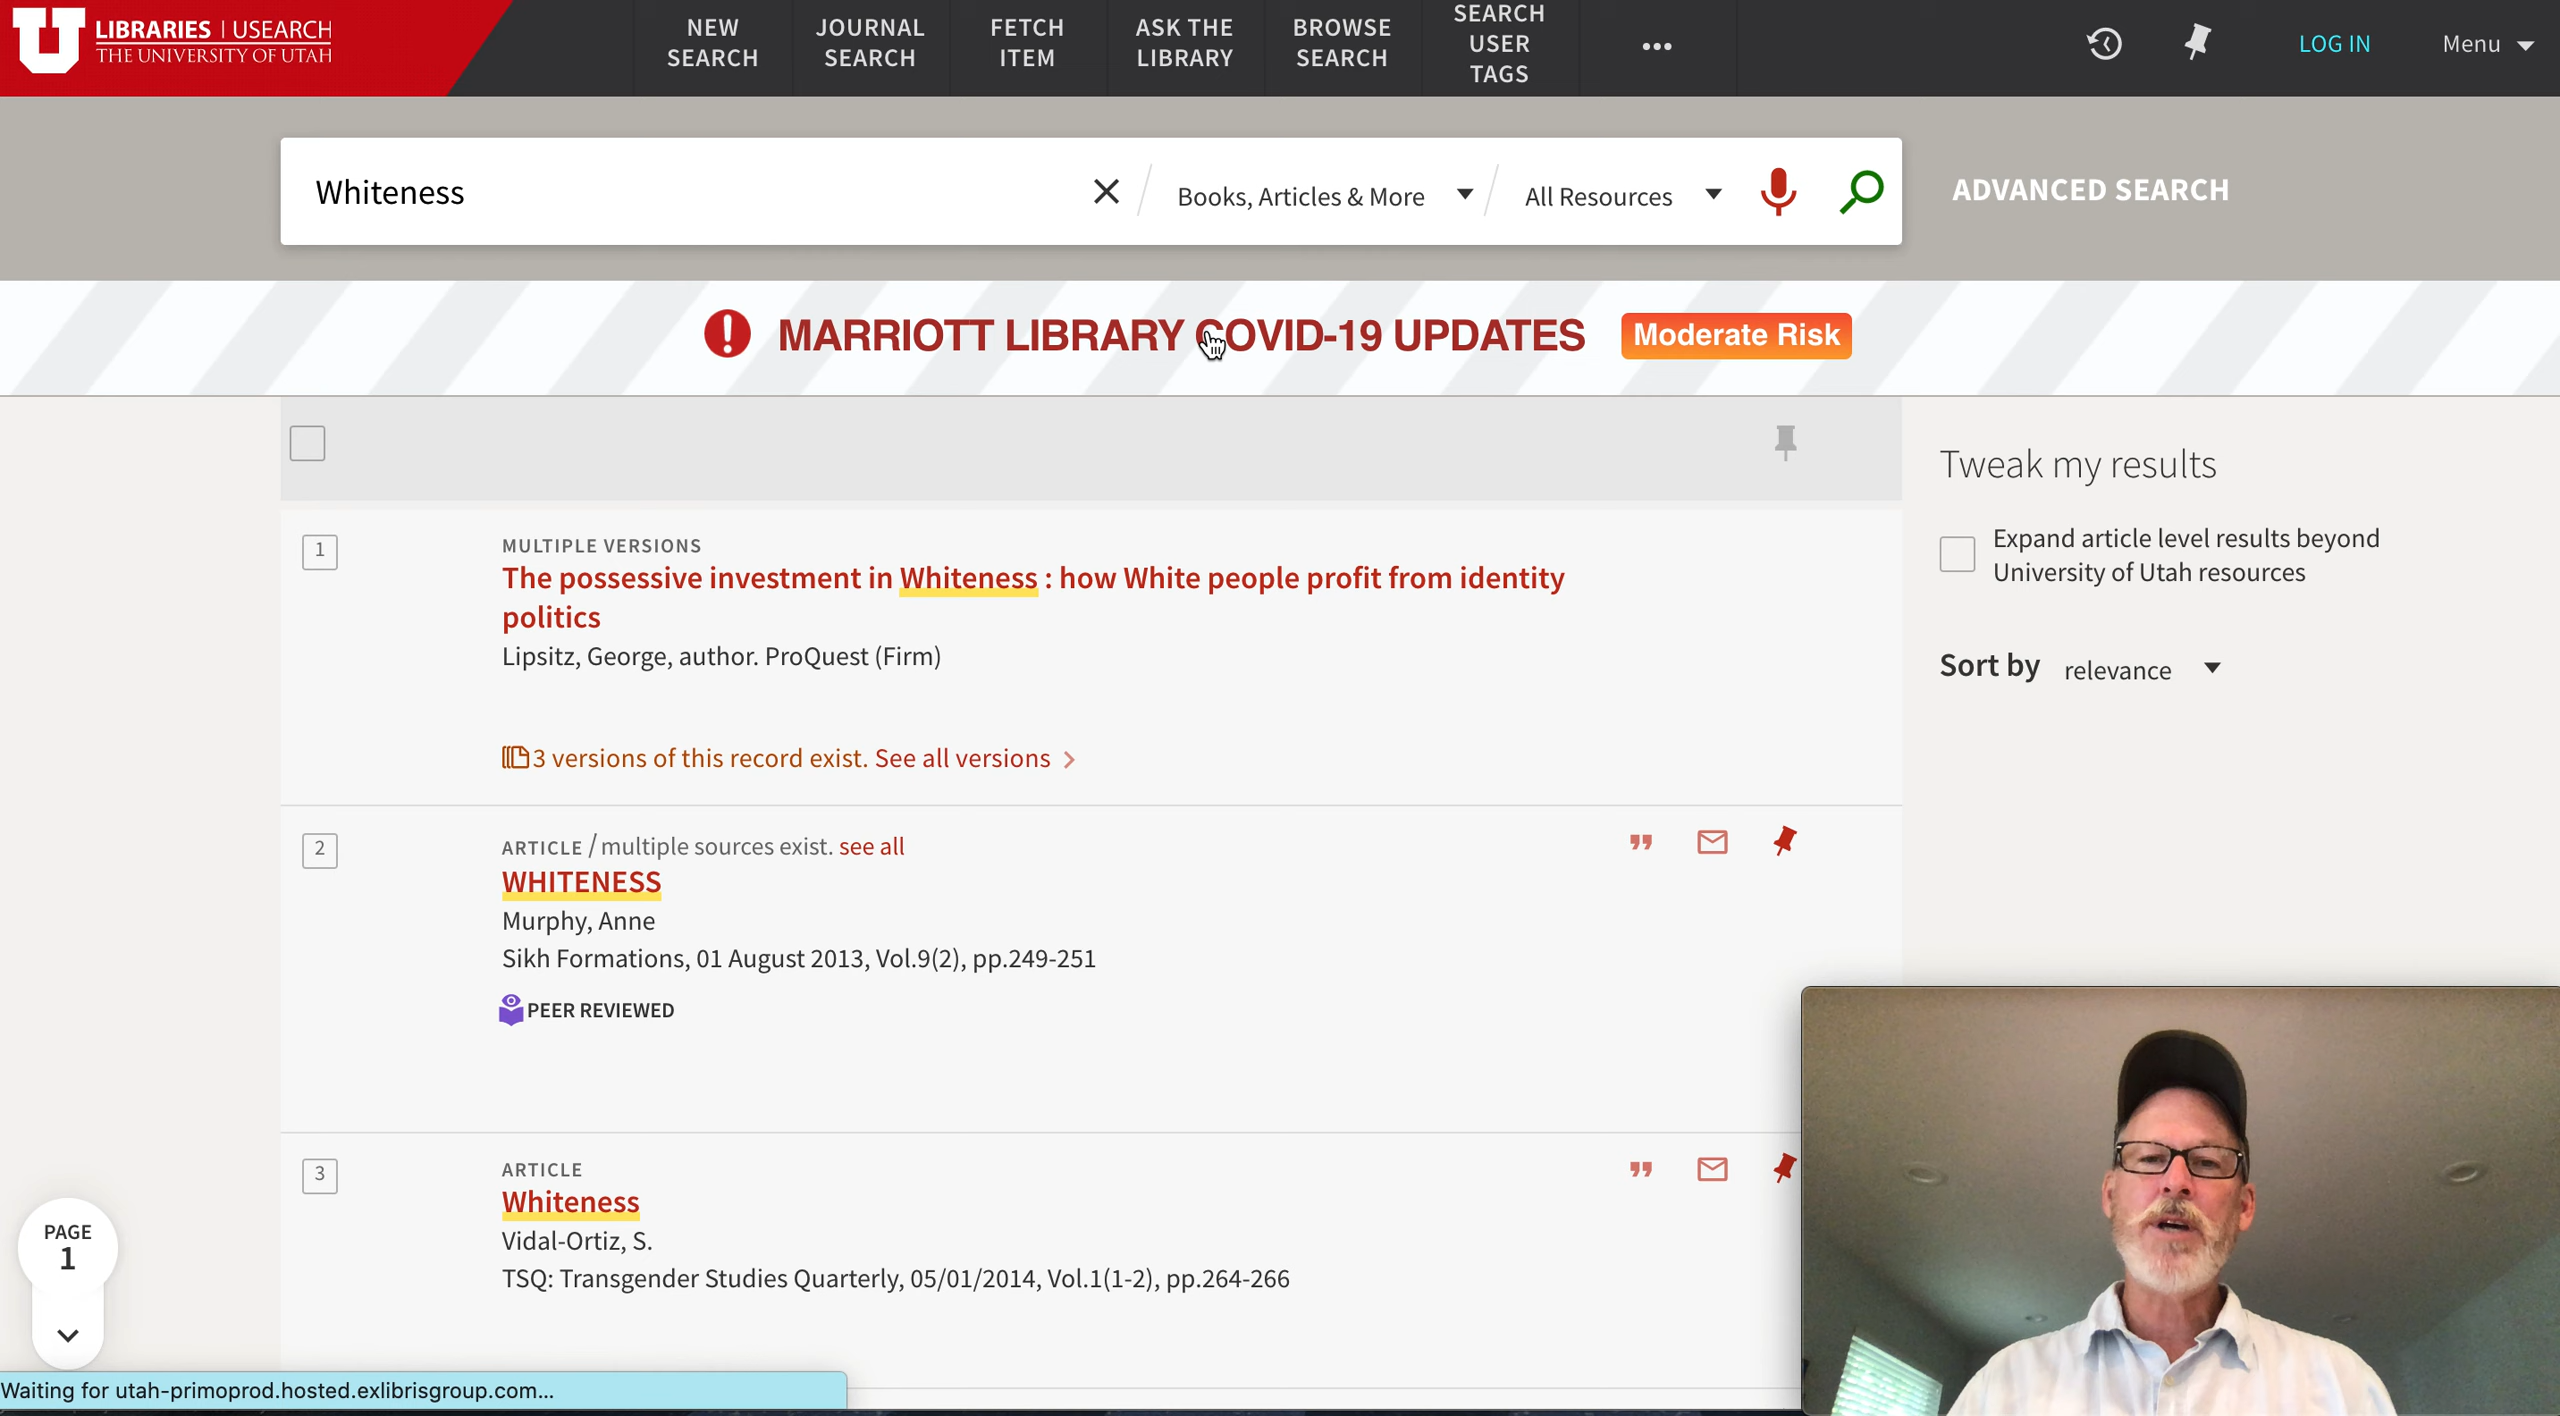 LIBRARIES | USEARCH
THE UNIVERSITY OF UTAH
NEW SEARCH
JOURNAL SEARCH
FETCH ITEM
ASK THE LIBRARY
BROWSE SEARCH
SEARCH USER TAGS
LOG IN
Menu
Whiteness
Books, Articles & More
All Resources
ADVANCED SEARCH
MARRIOTT LIBRARY COVID-19 UPDATES
Moderate Risk
Tweak my results
Expand article level results beyond
University of Utah resources
Sort by relevance
1
MULTIPLE VERSIONS
The possessive investment in Whiteness : how White people profit from identity
politics
Lipsitz, George, author. ProQuest (Firm)
3 versions of this record exist. See all versions
2
ARTICLE / multiple sources exist. see all
WHITENESS
Murphy, Anne
Sikh Formations, 01 August 2013, Vol.9(2), pp.249-251
PEER REVIEWED
3
ARTICLE
Whiteness
Vidal-Ortiz, S.
TSQ: Transgender Studies Quarterly, 05/01/2014, Vol.1(1-2), pp.264-266
PAGE
1
Waiting for utah-primoprod.hosted.exlibrisgroup.com...